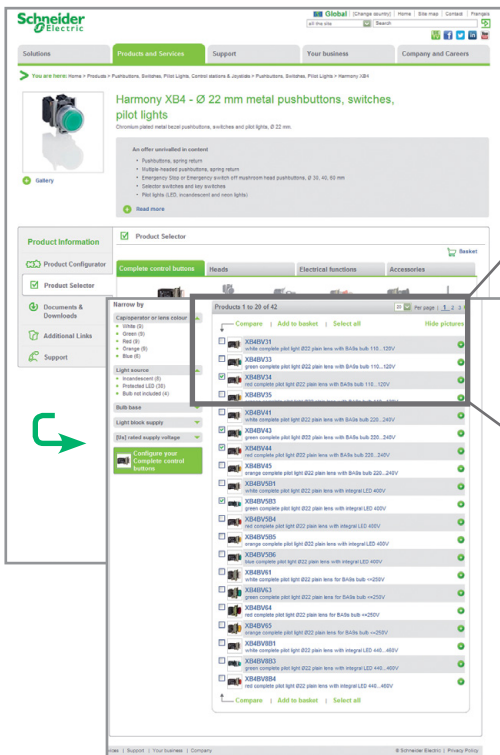 Schneider
Electric
Global | [Change country] | Home | Site map | Contact | Français
all the site
Search
Solutions
Products and Services
Support
Your business
Company and Careers
You are here: Home > Products > Pushbuttons, Switches, Pilot Lights, Control stations & Joysticks > Pushbuttons, Switches, Pilot Lights > Harmony XB4
Harmony XB4 - Ø 22 mm metal pushbuttons, switches,
pilot lights
Chromium plated metal bezel pushbuttons, switches and pilot lights, Ø 22 mm.
An offer unrivalled in content
• Pushbuttons, spring return
• Multiple-headed pushbuttons, spring return
• Emergency Stop or Emergency switch off mushroom head pushbuttons, Ø 30, 40, 60 mm
• Selector switches and key switches
• Pilot lights (LED, incandescent and neon lights)
Read more
Gallery
Product Information
Product Configurator
Product Selector
Documents &
Downloads
Additional Links
Support
Product Selector
Basket
Complete control buttons
Heads
Electrical functions
Accessories
Narrow by
Cap/operator or lens colour
White (9)
Green (9)
Red (9)
Orange (9)
Blue (6)
Light source
Incandescent (8)
Protected LED (30)
Bulb not included (4)
Bulb base
Light block supply
[Ue] rated supply voltage
Configure your
Complete control
buttons
Products 1 to 20 of 42
Per page | 1 2 3
Compare | Add to basket | Select all
Hide pictures
XB4BV31
white complete pilot light Ø22 plain lens with BA9s bulb 110...120V
XB4BV33
green complete pilot light Ø22 plain lens with BA9s bulb 110...120V
XB4BV34
red complete pilot light Ø22 plain lens with BA9s bulb 110...120V
XB4BV35
XB4BV41
white complete pilot light Ø22 plain lens with BA9s bulb 220...240V
XB4BV43
green complete pilot light Ø22 plain lens with BA9s bulb 220...240V
XB4BV44
red complete pilot light Ø22 plain lens with BA9s bulb 220...240V
XB4BV45
orange complete pilot light Ø22 plain lens with BA9s bulb 220...240V
XB4BV5B1
white complete pilot light Ø22 plain lens with integral LED 400V
XB4BV5B3
green complete pilot light Ø22 plain lens with integral LED 400V
XB4BV5B4
red complete pilot light Ø22 plain lens with integral LED 400V
XB4BV5B5
orange complete pilot light Ø22 plain lens with integral LED 400V
XB4BV5B6
blue complete pilot light Ø22 plain lens with integral LED 400V
XB4BV61
white complete pilot light Ø22 plain lens for BA9s bulb <=250V
XB4BV63
green complete pilot light Ø22 plain lens for BA9s bulb <=250V
XB4BV64
red complete pilot light Ø22 plain lens for BA9s bulb <=250V
XB4BV65
orange complete pilot light Ø22 plain lens for BA9s bulb <=250V
XB4BV8B1
white complete pilot light Ø22 plain lens with integral LED 440...460V
XB4BV8B3
green complete pilot light Ø22 plain lens with integral LED 440...460V
XB4BV8B4
red complete pilot light Ø22 plain lens with integral LED 440...460V
Compare | Add to basket | Select all
| Support | Your business | Company
© Schneider Electric | Privacy Policy